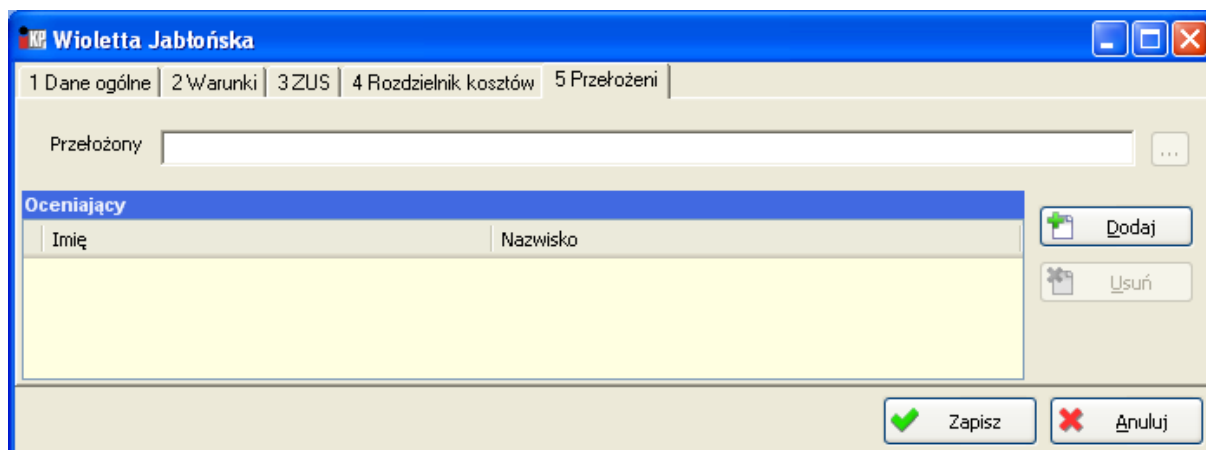 KP Wioletta Jabłońska
1 Dane ogólne 2 Warunki 3 ZUS 4 Rozdzielnik kosztów 5 Przełożeni
Przełożony ...
Oceniający
Imię Nazwisko
Dodaj
Usuń
Zapisz Anuluj